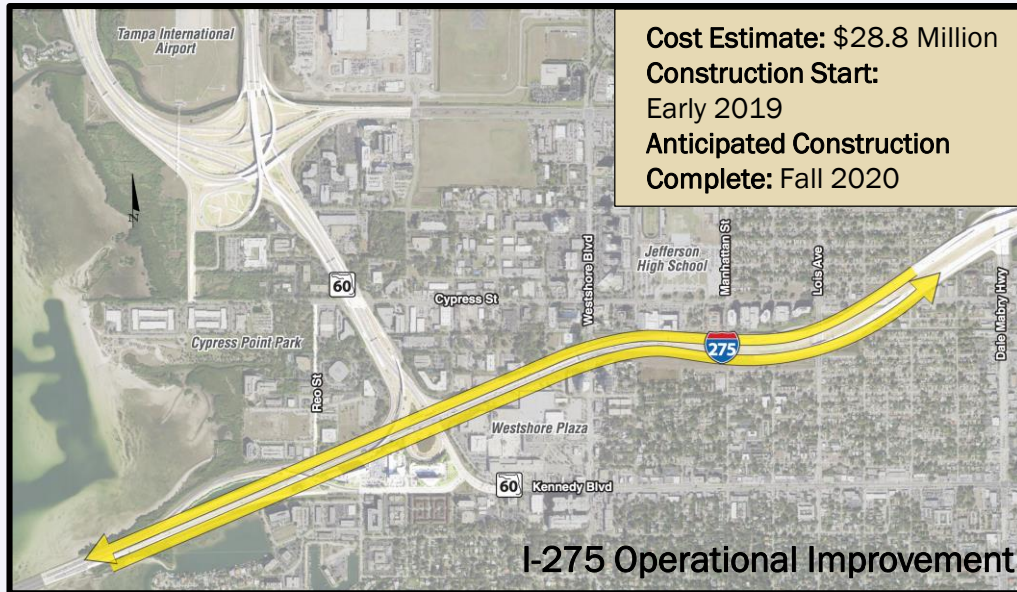 Tampa International
Airport
Cost Estimate: $28.8 Million
Construction Start:
Early 2019
Anticipated Construction
Complete: Fall 2020
N
60
Cypress St
Westshore Blvd
Jefferson
High School
Manhattan St
Lois Ave
Dale Mabry Hwy
Cypress Point Park
Reo St
275
Westshore Plaza
60
Kennedy Blvd
I-275 Operational Improvement